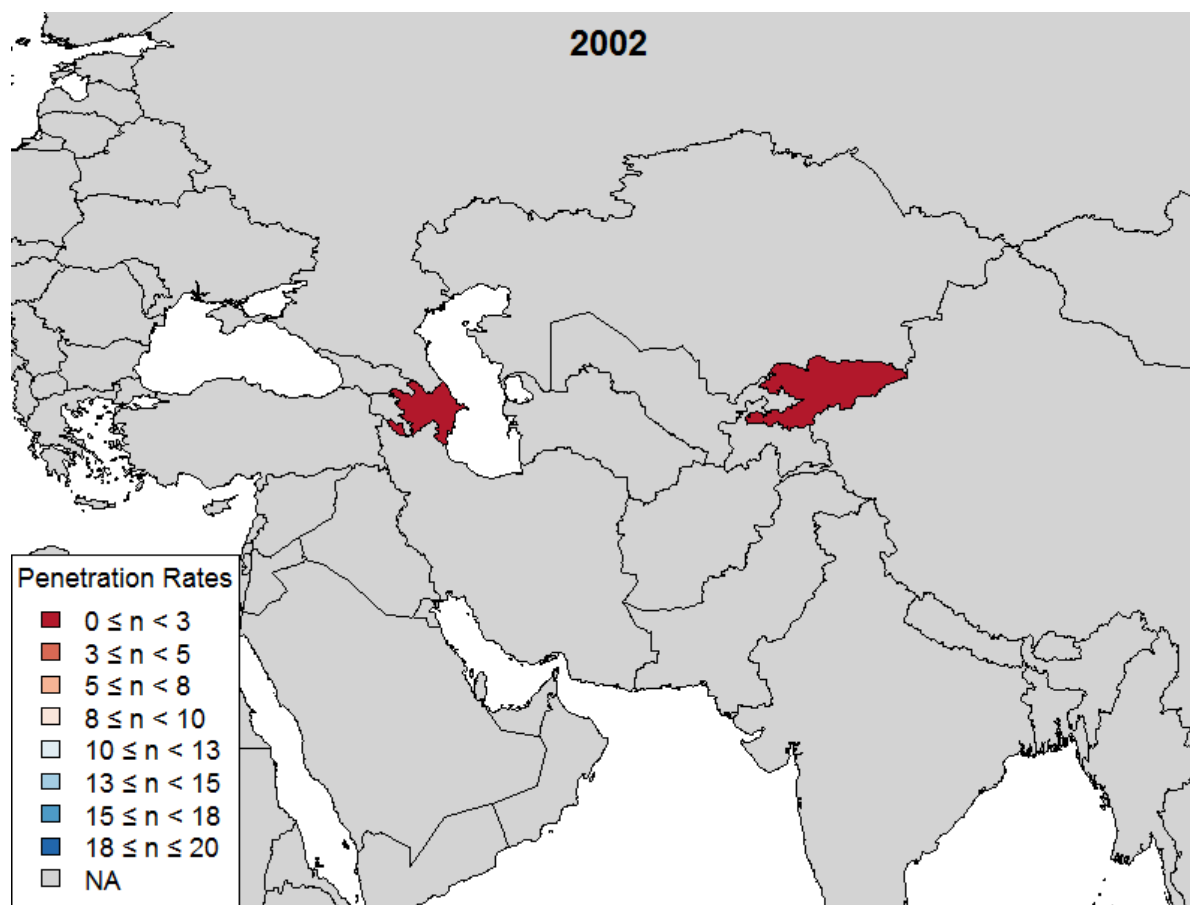 2002
Penetration Rates
0 ≤ n < 3
3 ≤ n < 5
5 ≤ n < 8
8 ≤ n < 10
10 ≤ n < 13
13 ≤ n < 15
15 ≤ n < 18
18 ≤ n ≤ 20
NA